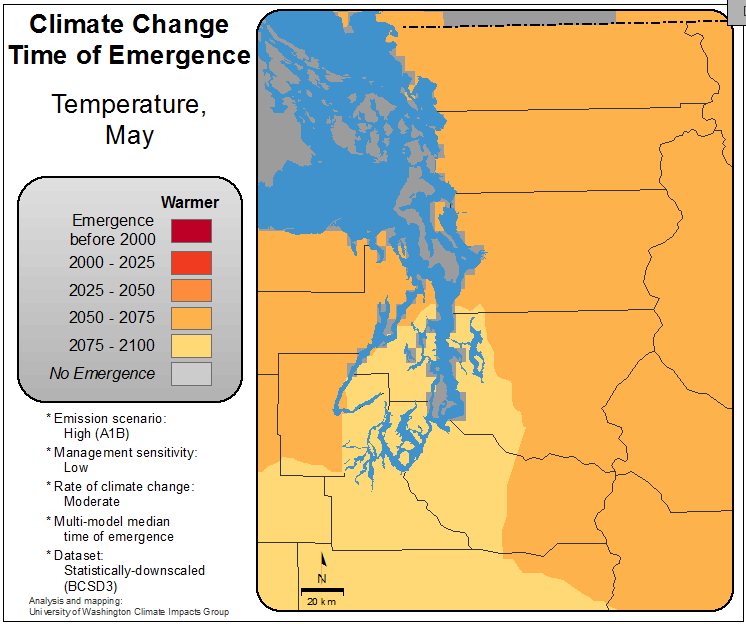 Climate Change
Time of Emergence
Temperature,
May
Warmer
Emergence
before 2000
2000 - 2025
2025 - 2050
2050 - 2075
2075 - 2100
No Emergence
* Emission scenario:
High (A1B)
* Management sensitivity:
Low
* Rate of climate change:
Moderate
* Multi-model median
time of emergence
* Dataset:
Statistically-downscaled
(BCSD3)
Analysis and mapping:
University of Washington Climate Impacts Group
N
20 km